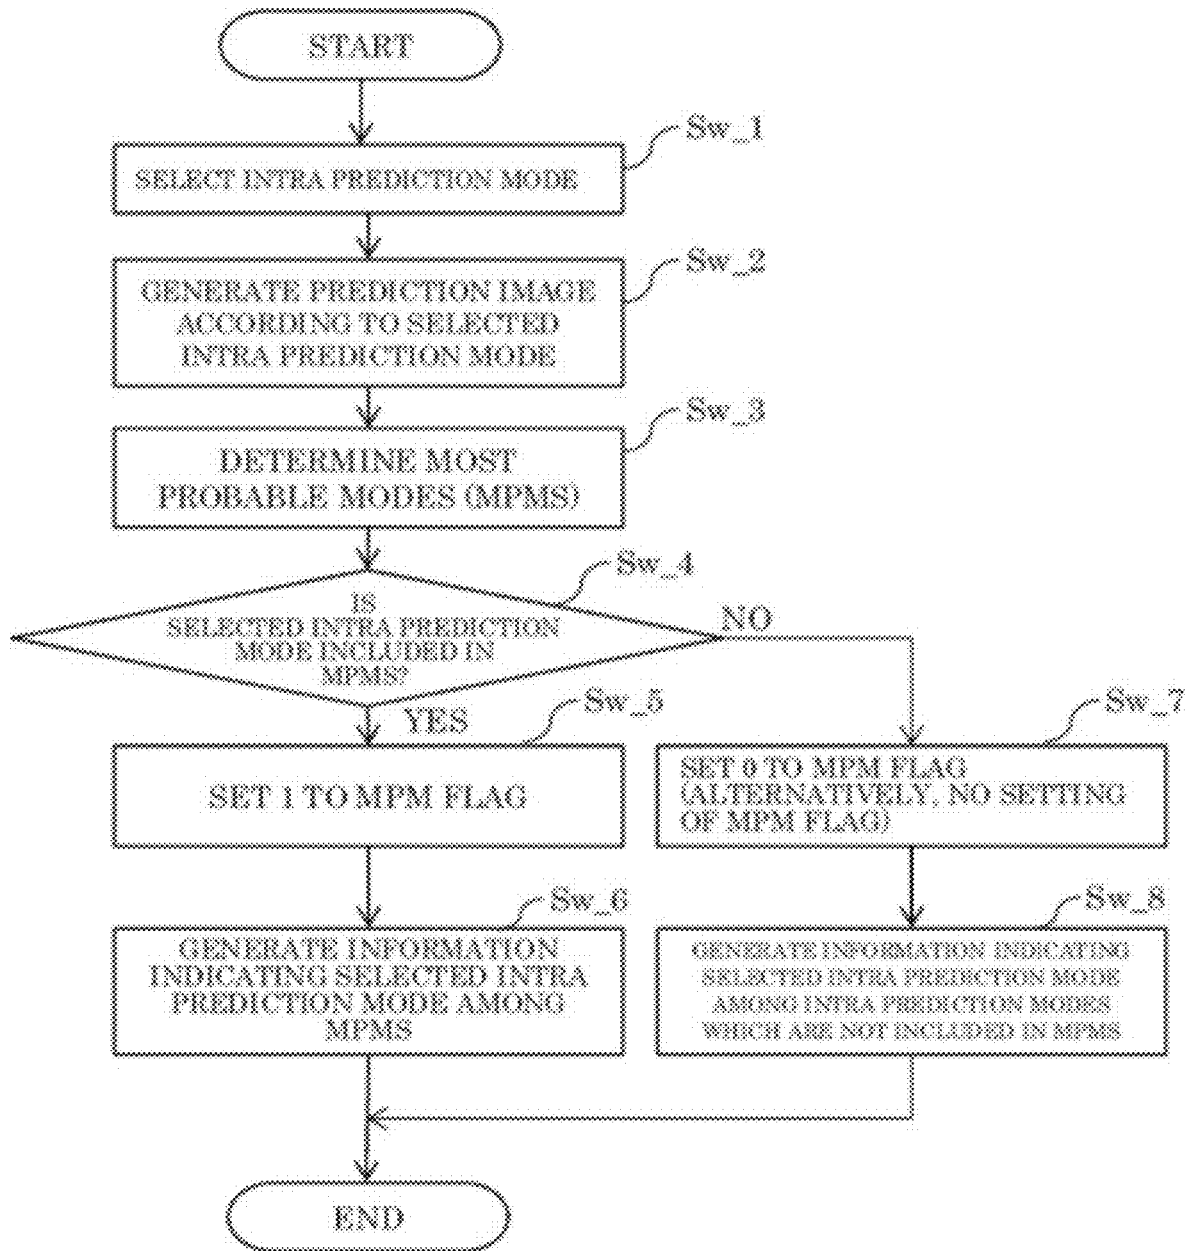 START
Sw_1
SELECT INTRA PREDICTION MODE
Sw_2
GENERATE PREDICTION IMAGE
ACCORDING TO SELECTED
INTRA PREDICTION MODE
Sw_3
DETERMINE MOST
PROBABLE MODES (MPMS)
Sw_4
IS
SELECTED INTRA PREDICTION
MODE INCLUDED IN
MPMS?
NO
YES
Sw_5
SET 1 TO MPM FLAG
Sw_7
SET 0 TO MPM FLAG
(ALTERNATIVELY, NO SETTING
OF MPM FLAG)
Sw_6
GENERATE INFORMATION
INDICATING SELECTED INTRA
PREDICTION MODE AMONG
MPMS
Sw_8
GENERATE INFORMATION INDICATING
SELECTED INTRA PREDICTION MODE
AMONG INTRA PREDICTION MODES
WHICH ARE NOT INCLUDED IN MPMS
END